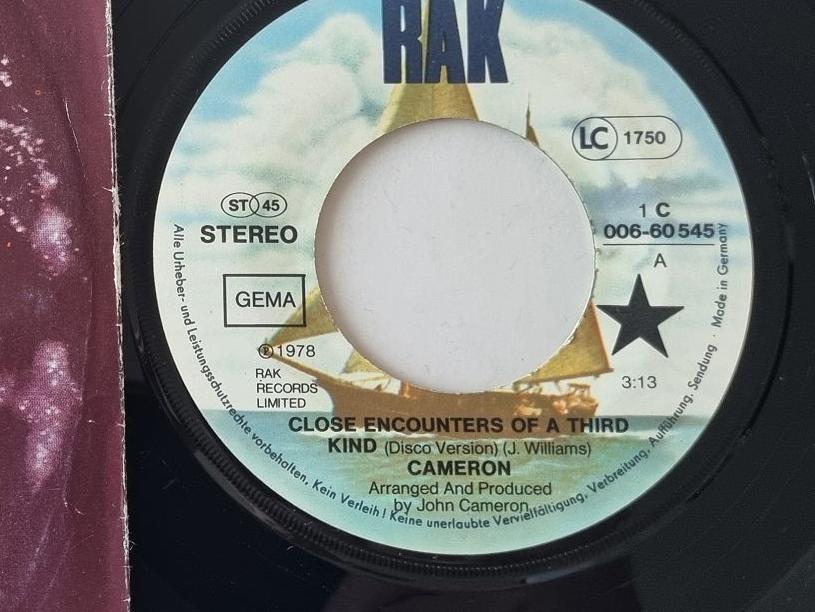 RAK
LC 1750
ST 45
STEREO
1 C
006-60 545
A
GEMA
Ⓟ 1978
RAK
RECORDS
LIMITED
3:13
CLOSE ENCOUNTERS OF A THIRD
KIND (Disco Version) (J. Williams)
CAMERON
Arranged And Produced
by John Cameron
Alle Urheber- und Leistungsschutzrechte vorbehalten, Kein Verleih! Keine unerlaubte Vervielfältigung, Verbreitung, Aufführung, Sendung · Made in Germany